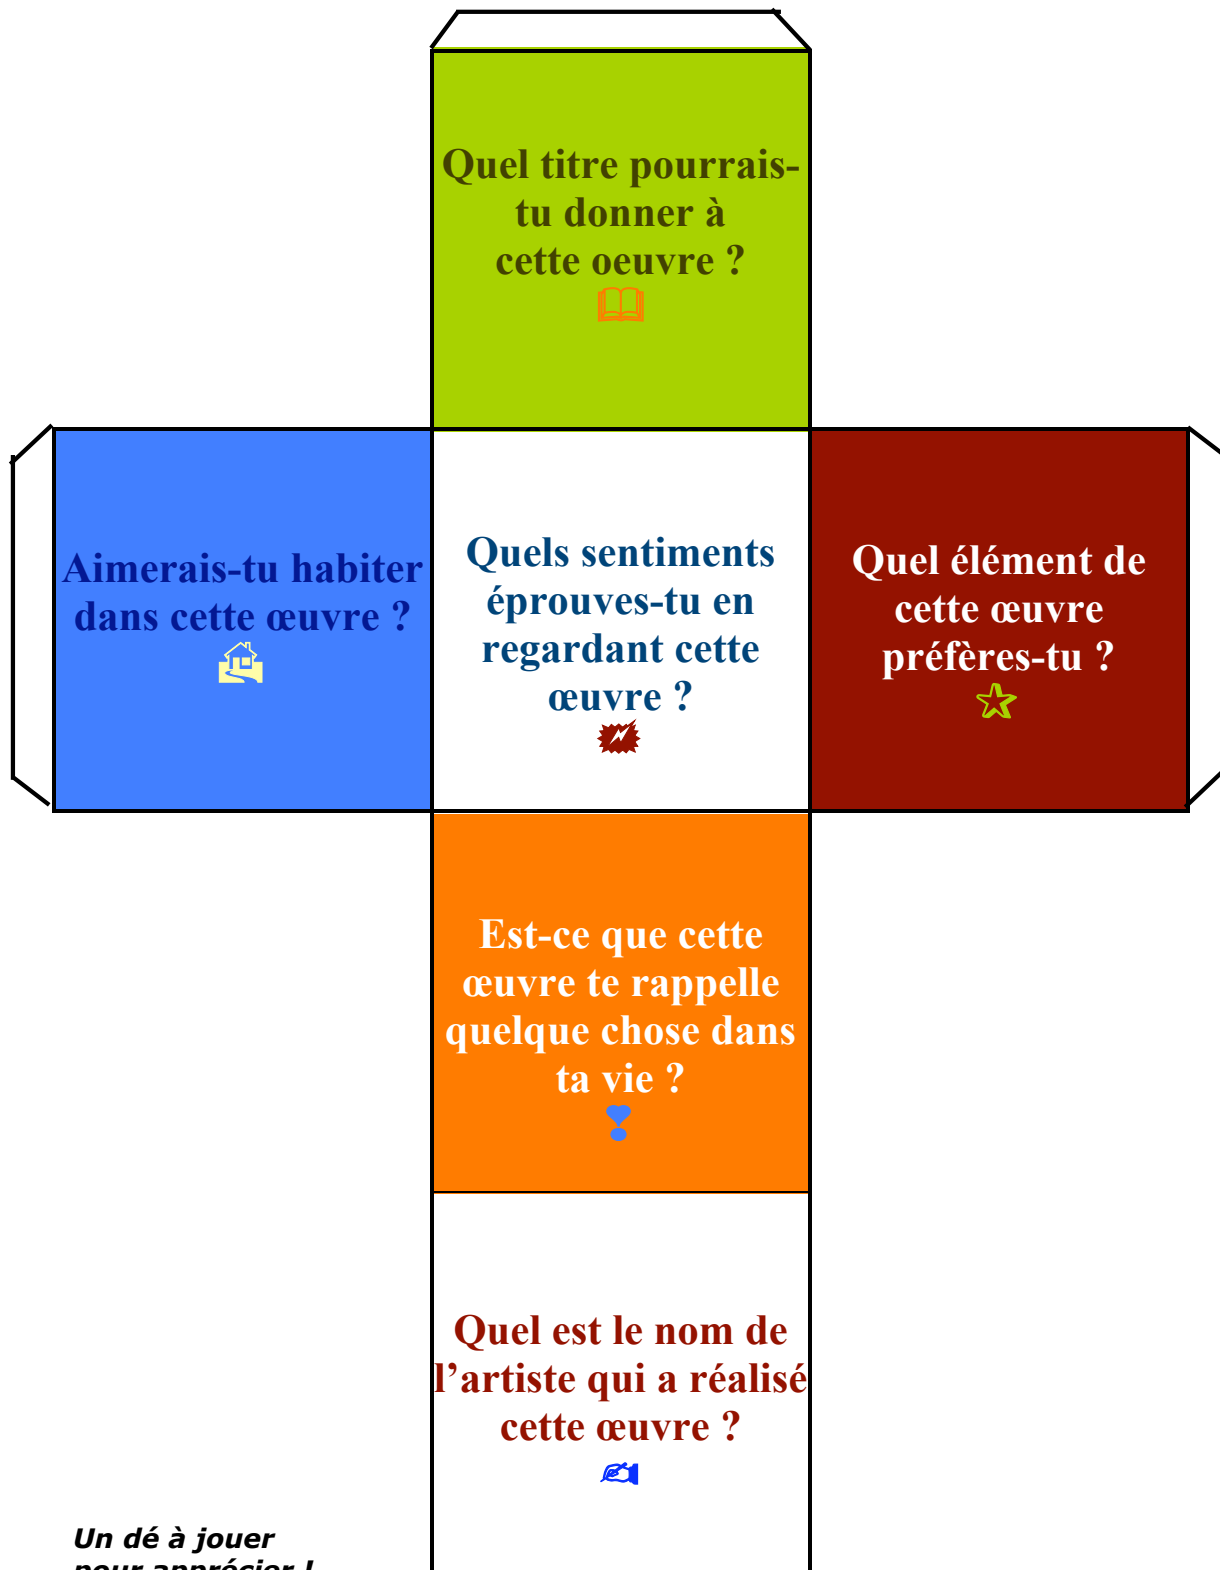 Quel titre pourrais-
tu donner à
cette oeuvre ?
Aimerais-tu habiter
dans cette œuvre ?
Quels sentiments
éprouves-tu en
regardant cette
œuvre ?
Quel élément de
cette œuvre
préfères-tu ?
Est-ce que cette
œuvre te rappelle
quelque chose dans
ta vie ?
Quel est le nom de
l’artiste qui a réalisé
cette œuvre ?
Un dé à jouer
pour apprécier !